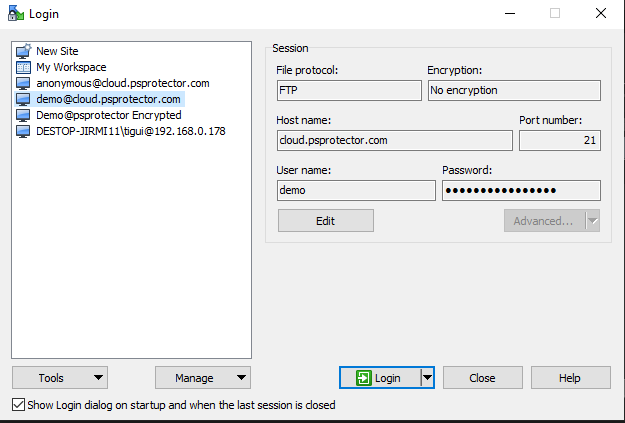 Login
New Site
My Workspace
anonymous@cloud.psprotector.com
demo@cloud.psprotector.com
Demo@psprotector Encrypted
DESTOP-JIRMI11\tigui@192.168.0.178
Session
File protocol: Encryption:
FTP No encryption
Host name: Port number:
cloud.psprotector.com 21
User name: Password:
demo ●●●●●●●●●●●●●●●●
Edit Advanced...
Tools Manage Login Close Help
Show Login dialog on startup and when the last session is closed